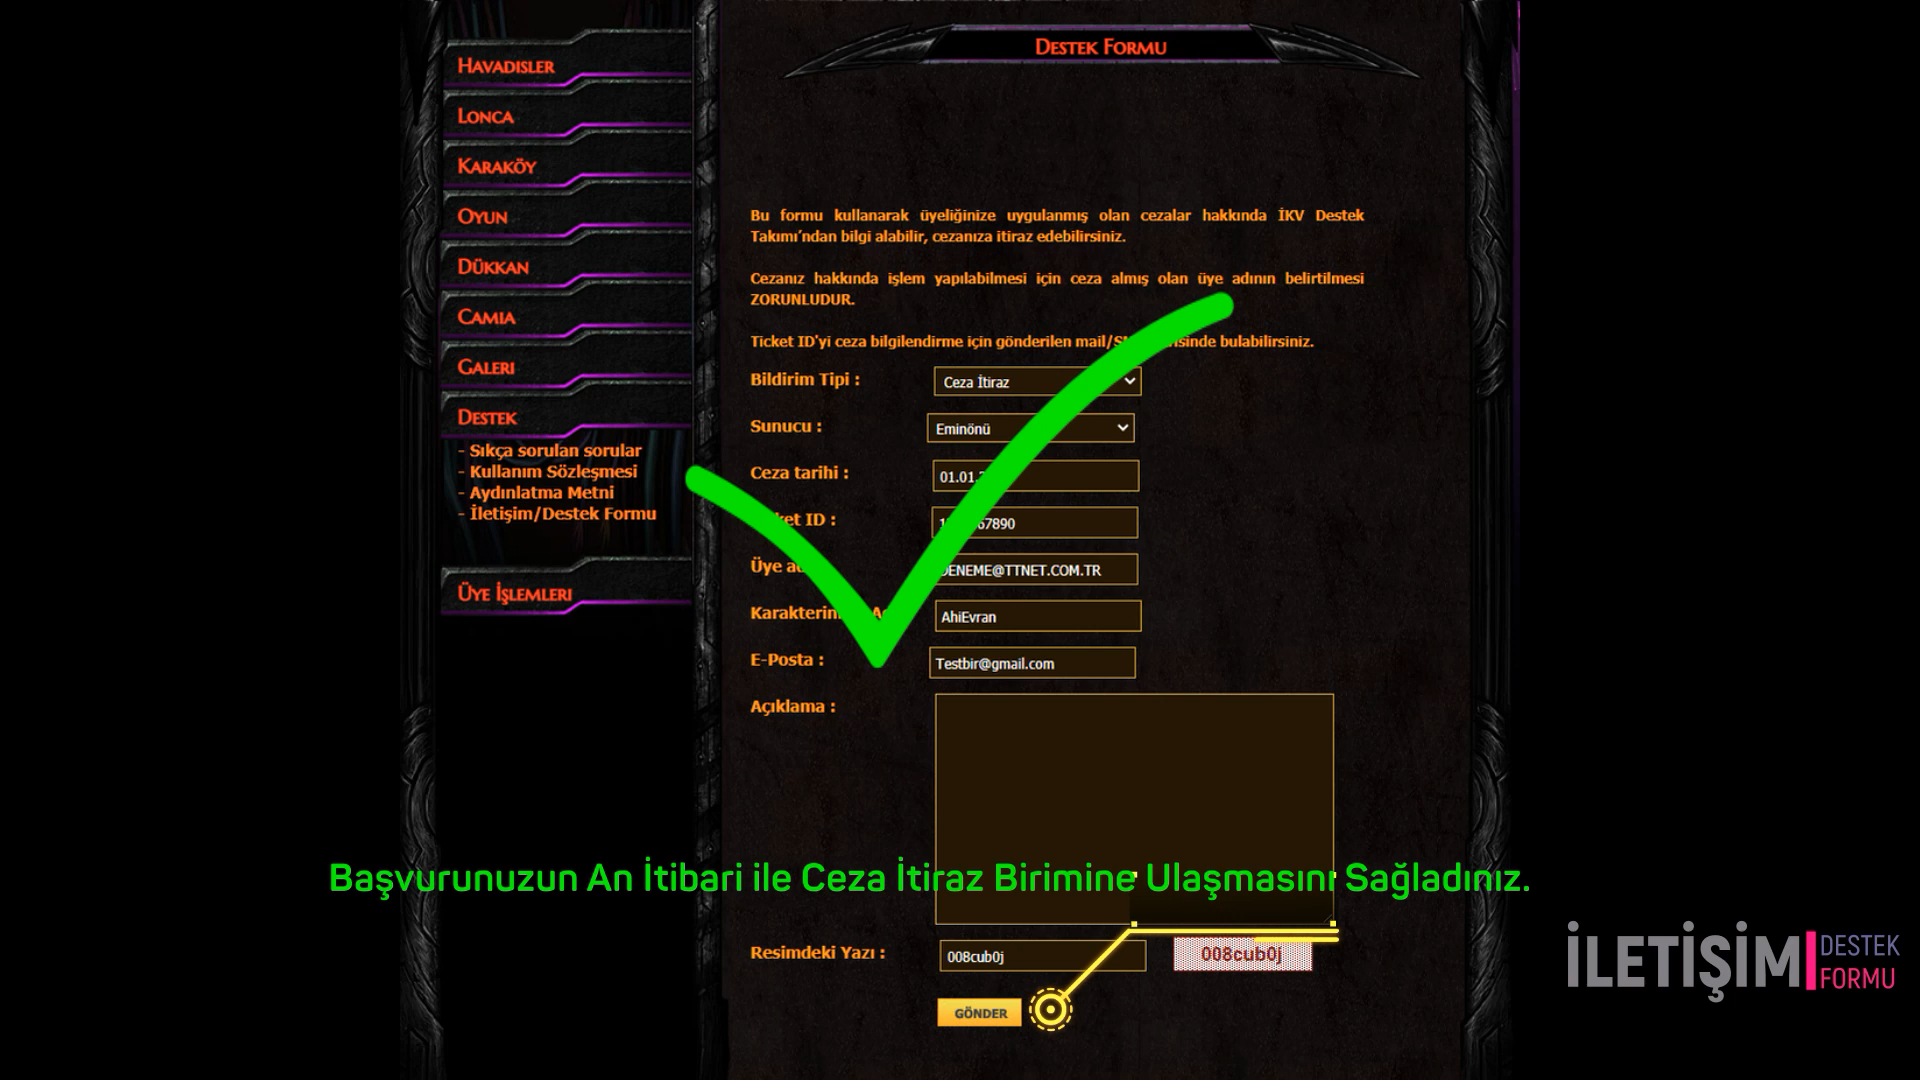 HAVADISLER
LONCA
KARAKÖY
OYUN
DÜKKAN
CAMIA
GALERI
DESTEK
- Sıkça sorulan sorular
- Kullanım Sözleşmesi
- Aydınlatma Metni
- İletişim/Destek Formu
ÜYE İŞLEMLERI
DESTEK FORMU
Bu formu kullanarak üyeliğinize uygulanmış olan cezalar hakkında İKV Destek
Takımı’ndan bilgi alabilir, cezanıza itiraz edebilirsiniz.
Cezanız hakkında işlem yapılabilmesi için ceza almış olan üye adının belirtilmesi
ZORUNLUDUR.
Ticket ID'yi ceza bilgilendirme için gönderilen bulabilirsiniz.
Bildirim Tipi : Ceza İtiraz
Sunucu : Eminönü
Ceza tarihi : 01.01.
ID :
Üye DENEME@TTNET.COM.TR
AhiEvran
E-Posta : Testbir@gmail.com
Açıklama :
Başvurunuzun An İtibari ile Ceza İtiraz Birimine Ulaşmasını Sağladınız.
Resimdeki Yazı : 008cub0j 008cub0j
GÖNDER
İLETİŞİM
DESTEK
FORMU